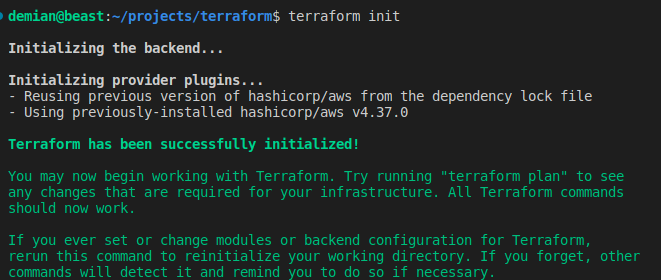 demian@beast:~/projects/terraform$ terraform init
Initializing the backend...
Initializing provider plugins...
- Reusing previous version of hashicorp/aws from the dependency lock file
- Using previously-installed hashicorp/aws v4.37.0
Terraform has been successfully initialized!
You may now begin working with Terraform. Try running "terraform plan" to see
any changes that are required for your infrastructure. All Terraform commands
should now work.
If you ever set or change modules or backend configuration for Terraform,
rerun this command to reinitialize your working directory. If you forget, other
commands will detect it and remind you to do so if necessary.